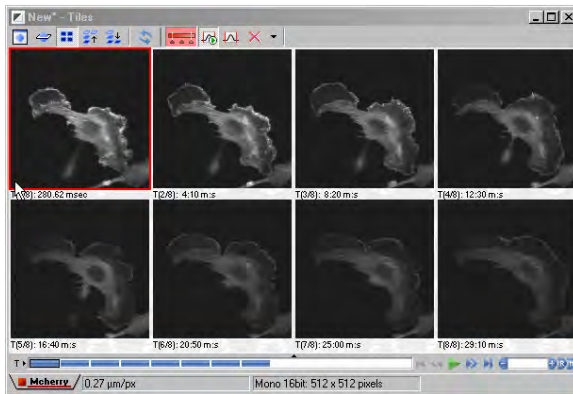 New* - Tiles
T(1/8): 280.62 msec
T(2/8): 4:10 m:s
T(3/8): 8:20 m:s
T(4/8): 12:30 m:s
T(5/8): 16:40 m:s
T(6/8): 20:50 m:s
T(7/8): 25:00 m:s
T(8/8): 29:10 m:s
T
Mcherry
0.27 µm/px
Mono 16bit: 512 x 512 pixels